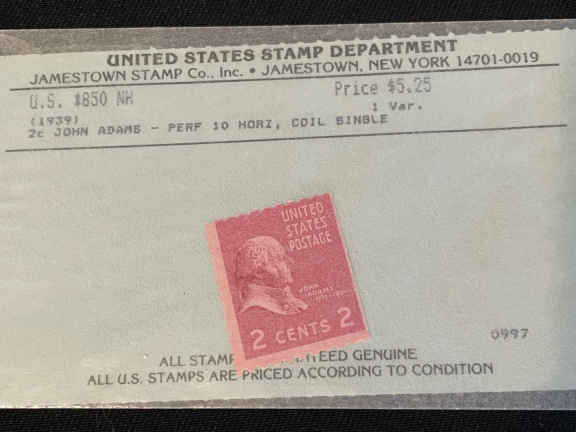 UNITED STATES STAMP DEPARTMENT
JAMESTOWN STAMP Co., Inc. • JAMESTOWN, NEW YORK 14701-0019
U.S. #850 NH
Price $5.25
(1939)
1 Var.
2c JOHN ADAMS - PERF 10 HORZ, COIL SINGLE
UNITED
STATES
POSTAGE
JOHN
ADAMS
2 CENTS 2
0997
ALL STAMP TEED GENUINE
ALL U.S. STAMPS ARE PRICED ACCORDING TO CONDITION